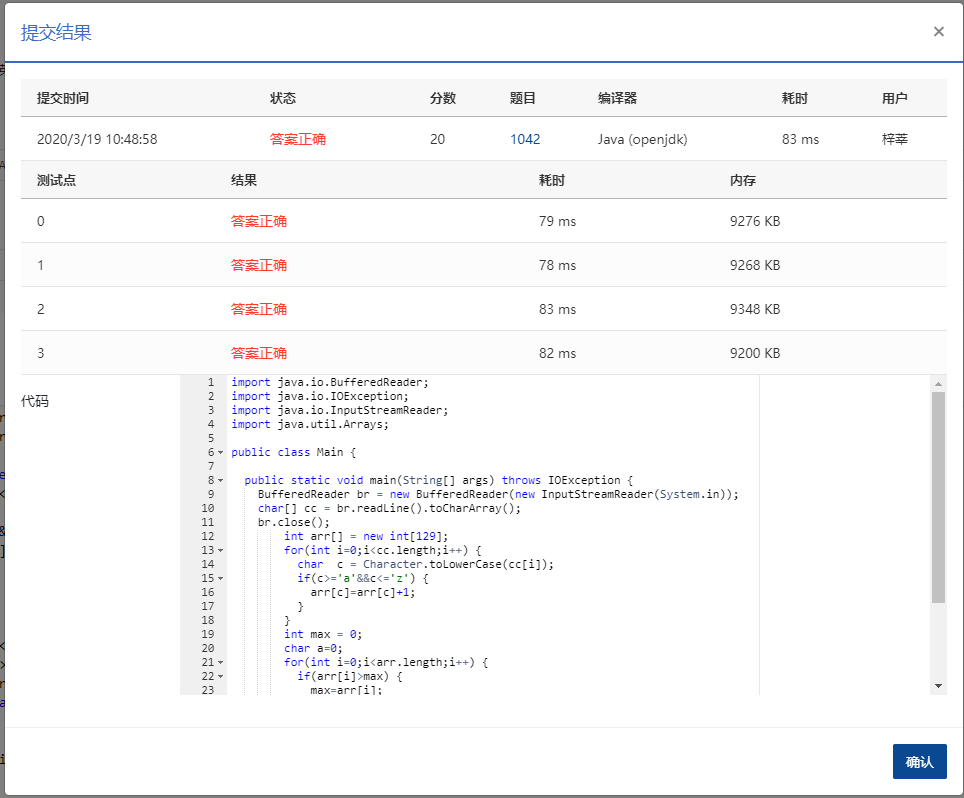 提交结果 ×
提交时间 状态 分数 题目 编译器 耗时 用户
2020/3/19 10:48:58 答案正确 20 1042 Java (openjdk) 83 ms 梓莘
测试点 结果 耗时 内存
0 答案正确 79 ms 9276 KB
1 答案正确 78 ms 9268 KB
2 答案正确 83 ms 9348 KB
3 答案正确 82 ms 9200 KB
代码
1 import java.io.BufferedReader;
2 import java.io.IOException;
3 import java.io.InputStreamReader;
4 import java.util.Arrays;
5
6 public class Main {
7
8 public static void main(String[] args) throws IOException {
9 BufferedReader br = new BufferedReader(new InputStreamReader(System.in));
10 char[] cc = br.readLine().toCharArray();
11 br.close();
12 int arr[] = new int[129];
13 for(int i=0;i<cc.length;i++) {
14 char  c = Character.toLowerCase(cc[i]);
15 if(c>='a'&&c<='z') {
16 arr[c]=arr[c]+1;
17 }
18 }
19 int max = 0;
20 char a=0;
21 for(int i=0;i<arr.length;i++) {
22 if(arr[i]>max) {
23 max=arr[i];
确认